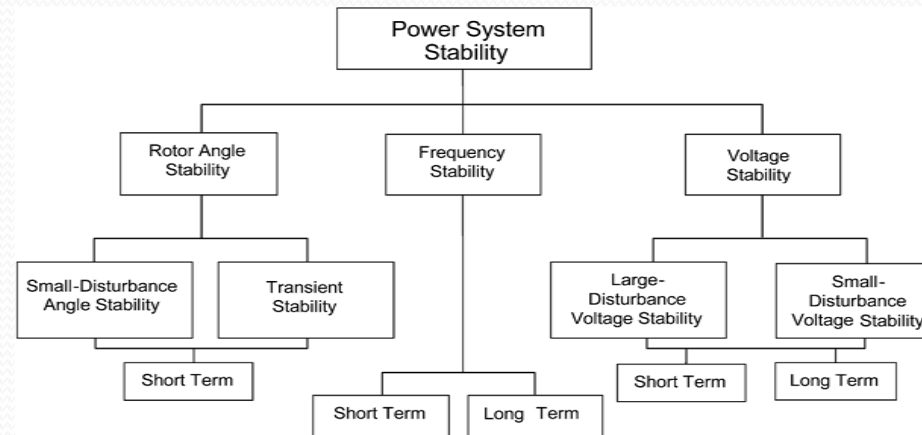 Power System
Stability
Rotor Angle
Stability
Frequency
Stability
Voltage
Stability
Small-Disturbance
Angle Stability
Transient
Stability
Large-
Disturbance
Voltage Stability
Small-
Disturbance
Voltage Stability
Short Term
Short Term
Long Term
Short Term
Long Term